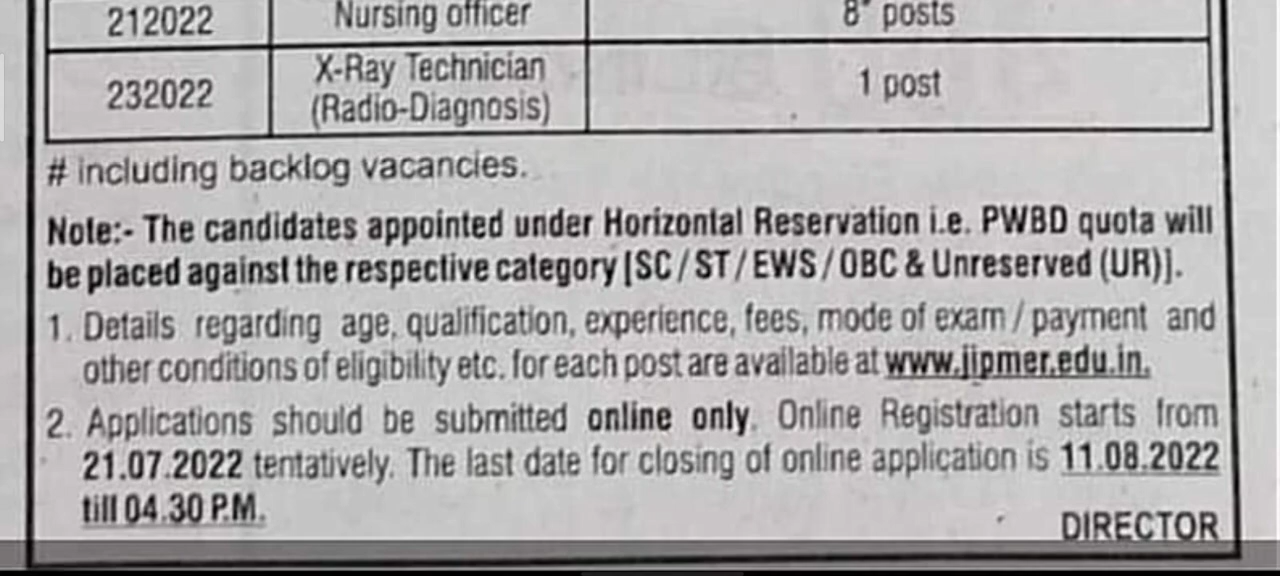 212022 Nursing officer 8# posts
232022 X-Ray Technician (Radio-Diagnosis) 1 post
# including backlog vacancies.
Note:- The candidates appointed under Horizontal Reservation i.e. PWBD quota will
be placed against the respective category [SC / ST / EWS / OBC & Unreserved (UR)].
1. Details regarding age, qualification, experience, fees, mode of exam / payment and
other conditions of eligibility etc. for each post are available at www.jipmer.edu.in.
2. Applications should be submitted online only. Online Registration starts from
21.07.2022 tentatively. The last date for closing of online application is 11.08.2022
till 04.30 P.M.
DIRECTOR